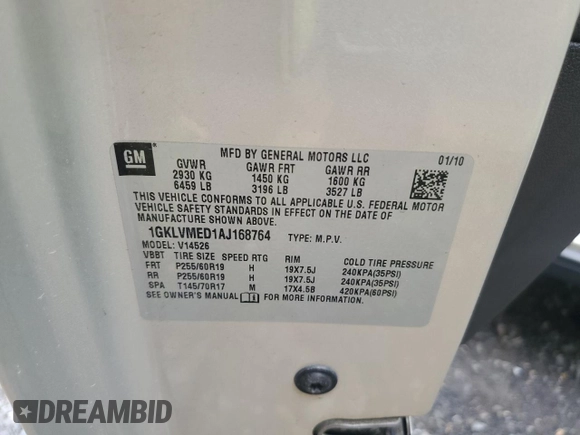 GM
MFD BY GENERAL MOTORS LLC 01/10
GVWR GAWR FRT GAWR RR
2930 KG 1450 KG 1600 KG
6459 LB 3196 LB 3527 LB
THIS VEHICLE CONFORMS TO ALL APPLICABLE U.S. FEDERAL MOTOR
VEHICLE SAFETY STANDARDS IN EFFECT ON THE DATE OF
MANUFACTURE SHOWN ABOVE.
1GKLVMED1AJ168764 TYPE: M.P.V.
MODEL: V14526
VBBT TIRE SIZE SPEED RTG RIM COLD TIRE PRESSURE
FRT P255/60R19 H 19X7.5J 240KPA(35PSI)
RR P255/60R19 H 19X7.5J 240KPA(35PSI)
SPA T145/70R17 M 17X4.5B 420KPA(60PSI)
SEE OWNER'S MANUAL FOR MORE INFORMATION.
DREAMBID